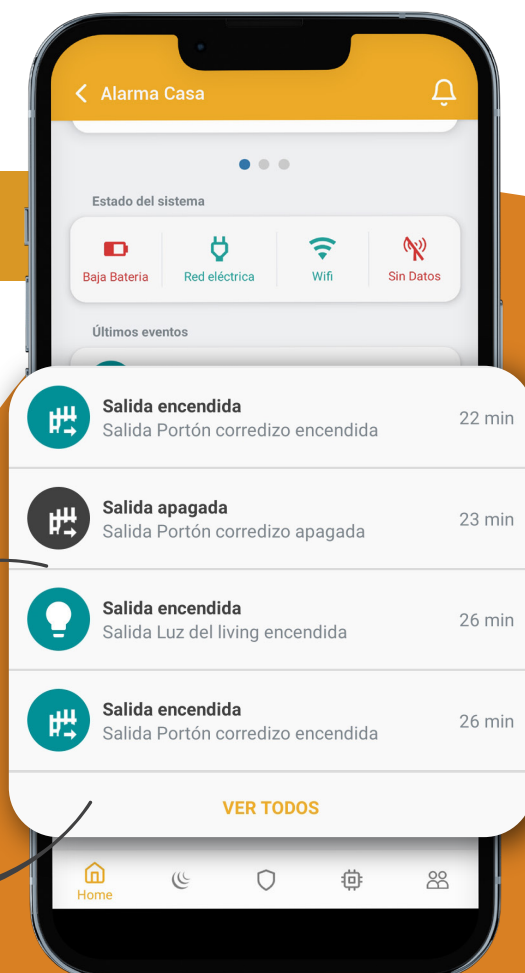 Alarma Casa
Estado del sistema
Baja Bateria
Red eléctrica
Wifi
Sin Datos
Últimos eventos
Salida encendida
Salida Portón corredizo encendida
22 min
Salida apagada
Salida Portón corredizo apagada
23 min
Salida encendida
Salida Luz del living encendida
26 min
Salida encendida
Salida Portón corredizo encendida
26 min
VER TODOS
Home